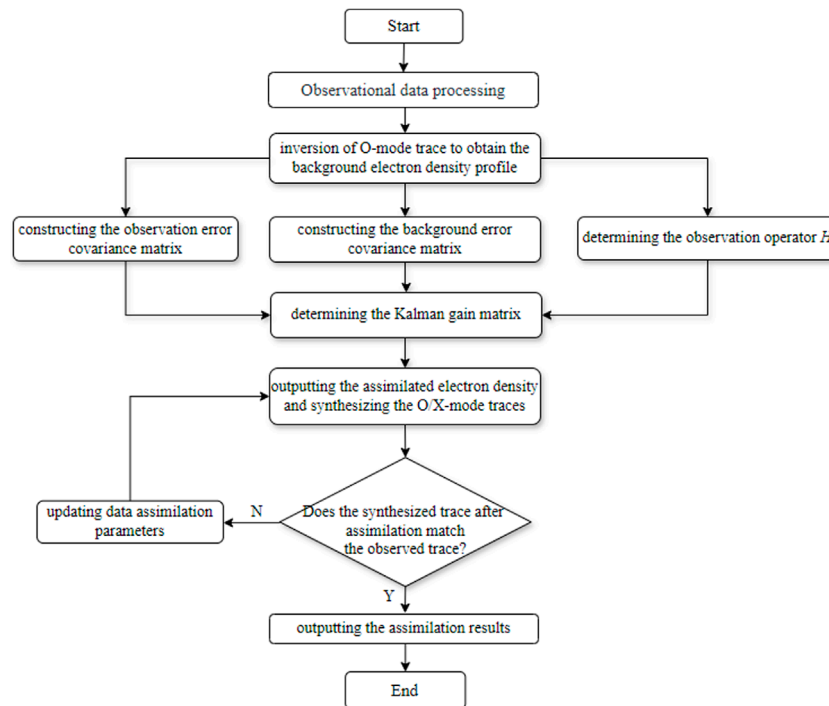 Start
Observational data processing
inversion of O-mode trace to obtain the
background electron density profile
constructing the observation error
covariance matrix
constructing the background error
covariance matrix
determining the observation operator H
determining the Kalman gain matrix
outputting the assimilated electron density
and synthesizing the O/X-mode traces
Does the synthesized trace after
assimilation match
the observed trace?
N
updating data assimilation
parameters
Y
outputting the assimilation results
End